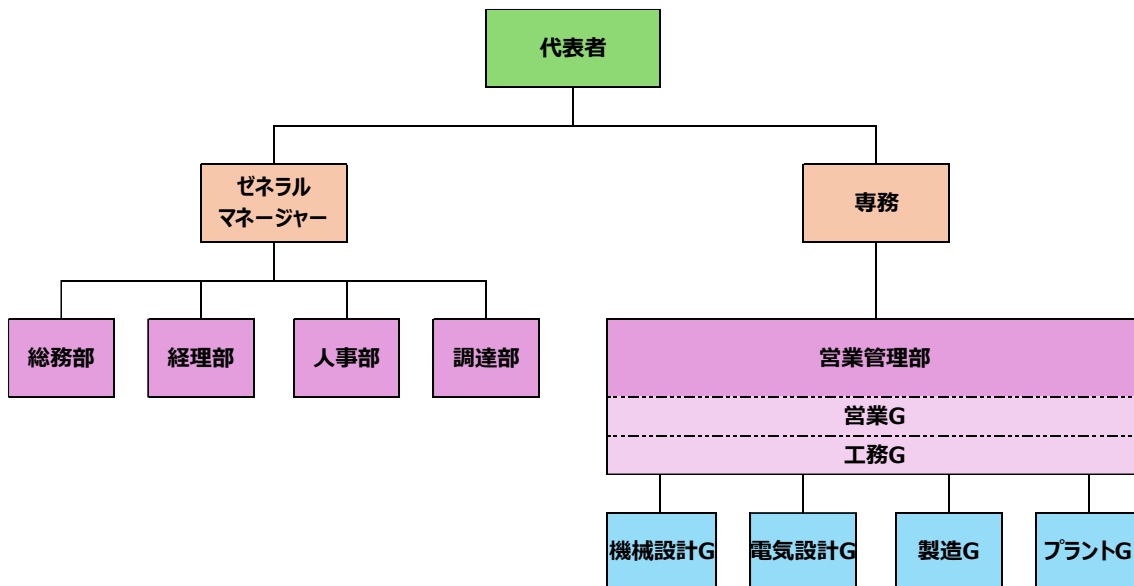 代表者
ゼネラル
マネージャー
専務
総務部
経理部
人事部
調達部
営業管理部
営業G
工務G
機械設計G
電気設計G
製造G
プラントG